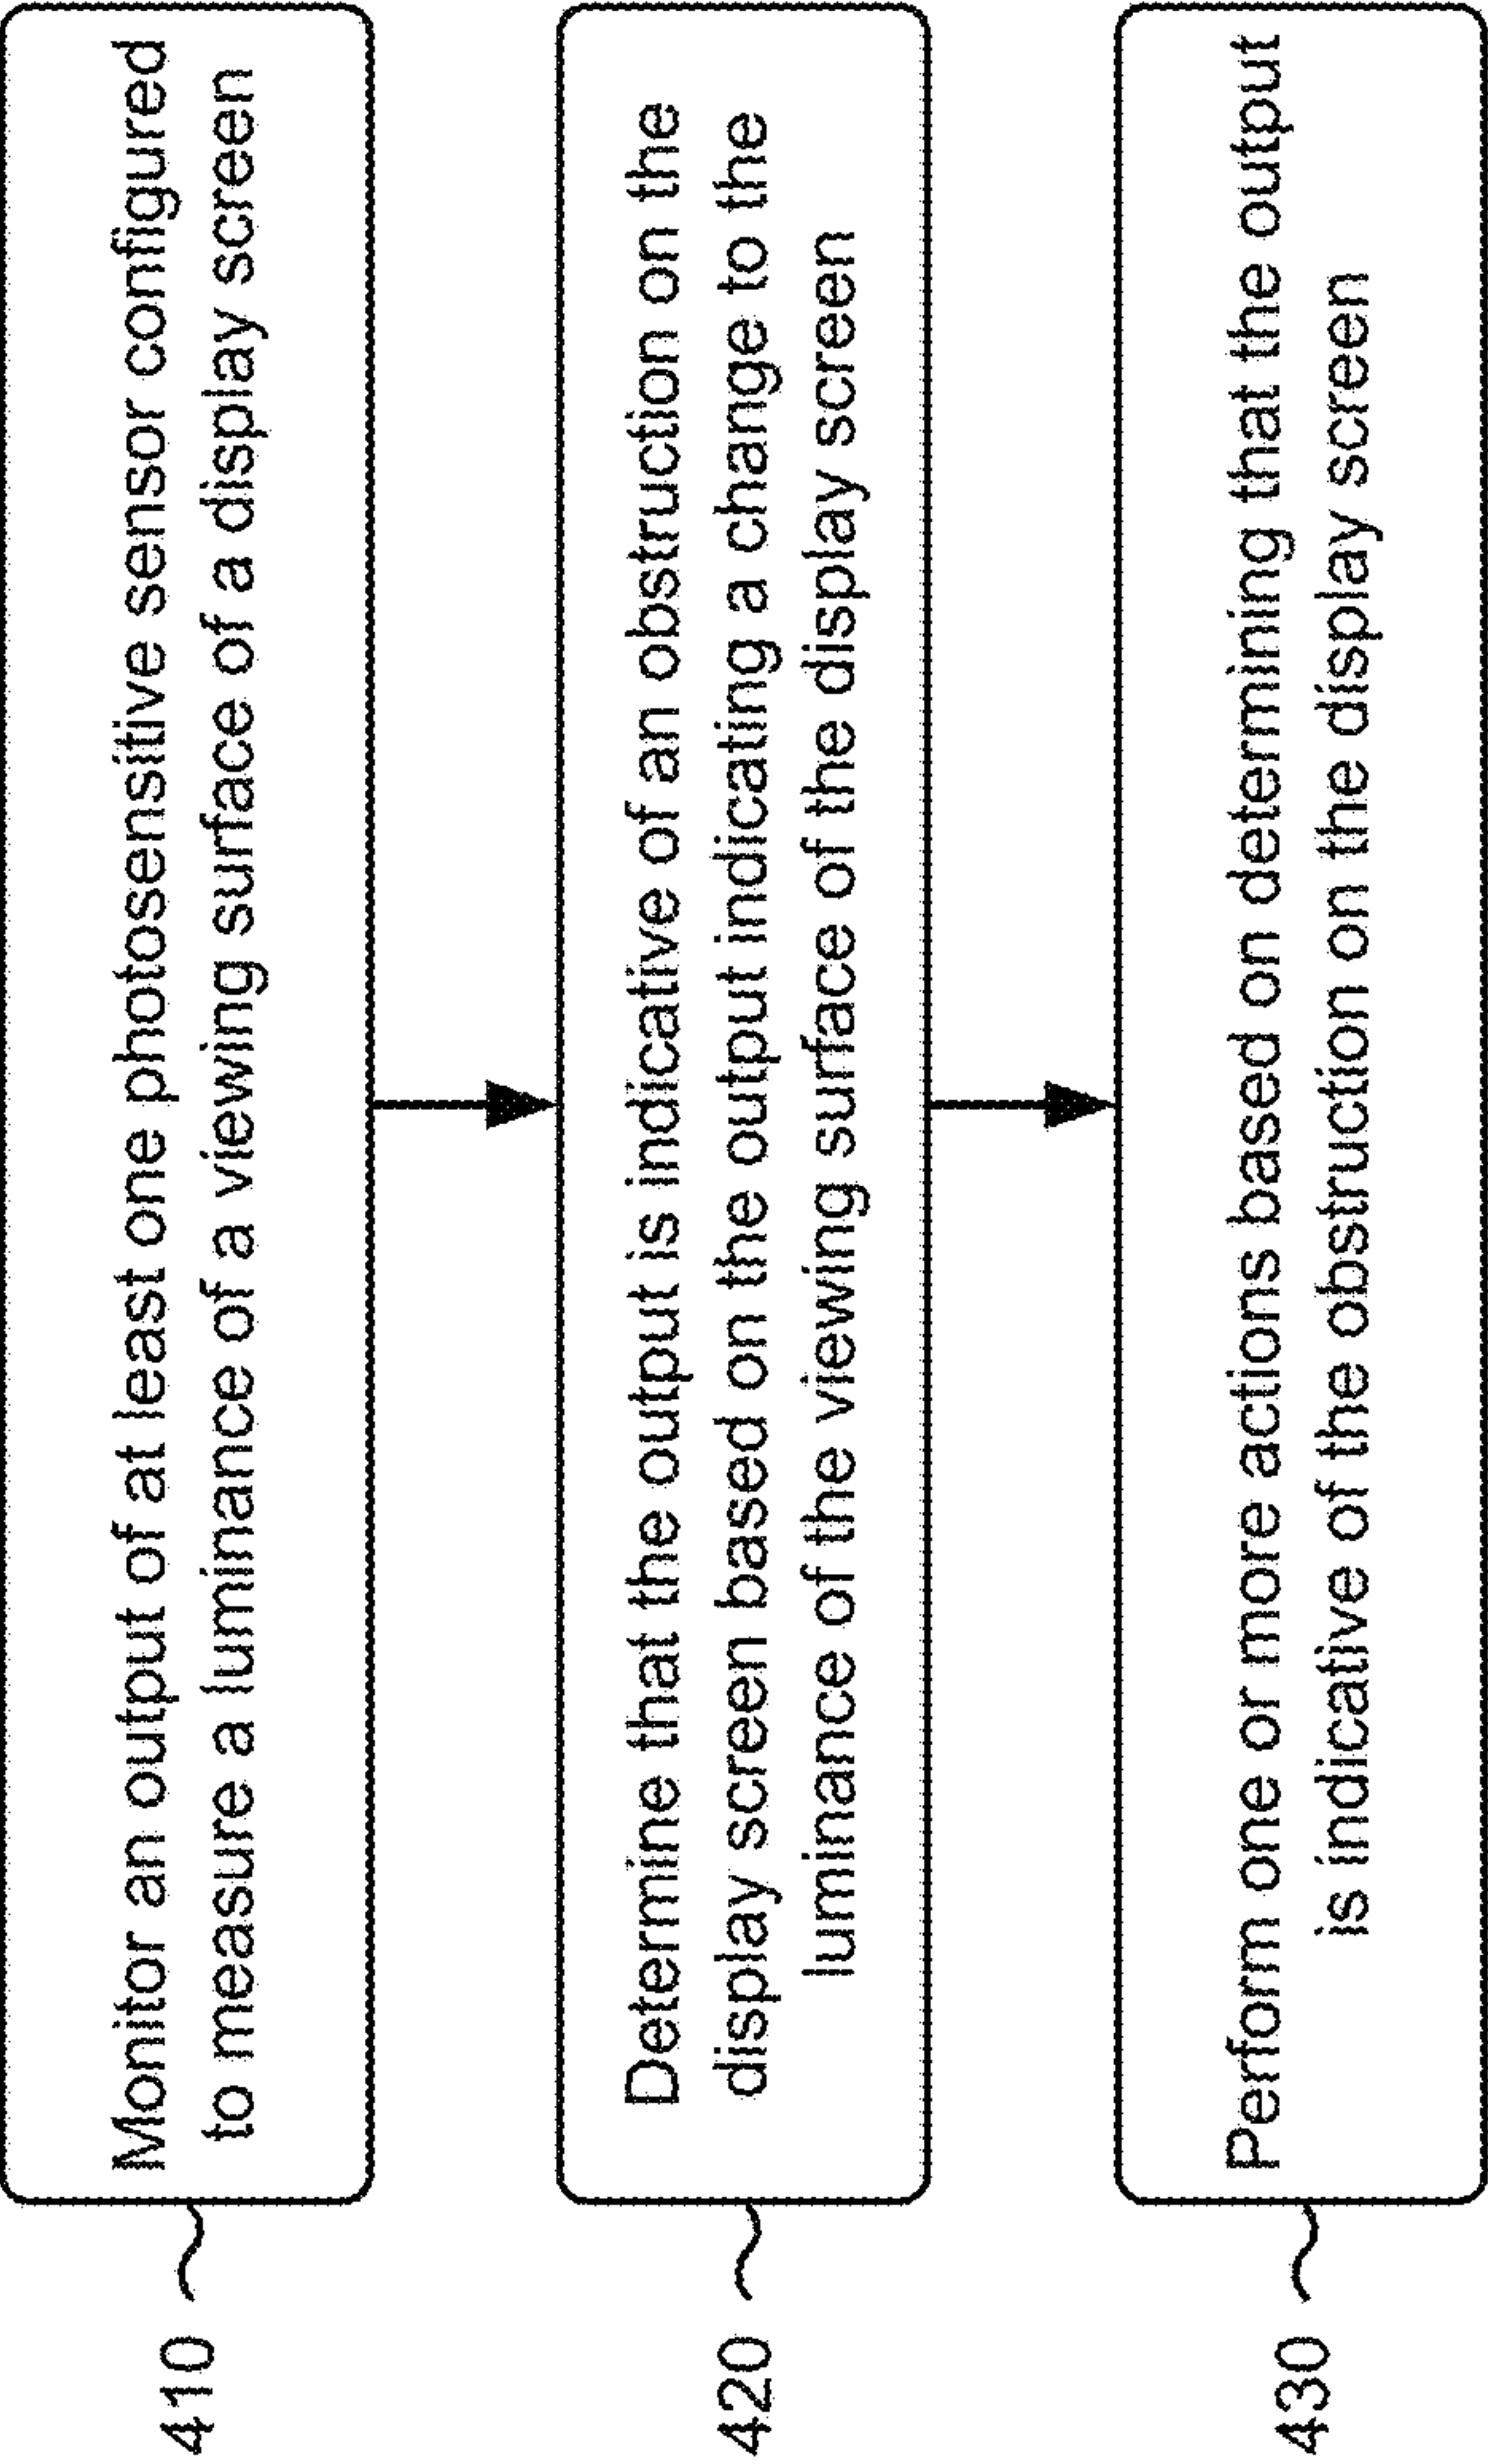 410
Monitor an output of at least one photosensitive sensor configured
to measure a luminance of a viewing surface of a display screen
420
Determine that the output is indicative of an obstruction on the
display screen based on the output indicating a change to the
luminance of the viewing surface of the display screen
430
Perform one or more actions based on determining that the output
is indicative of the obstruction on the display screen